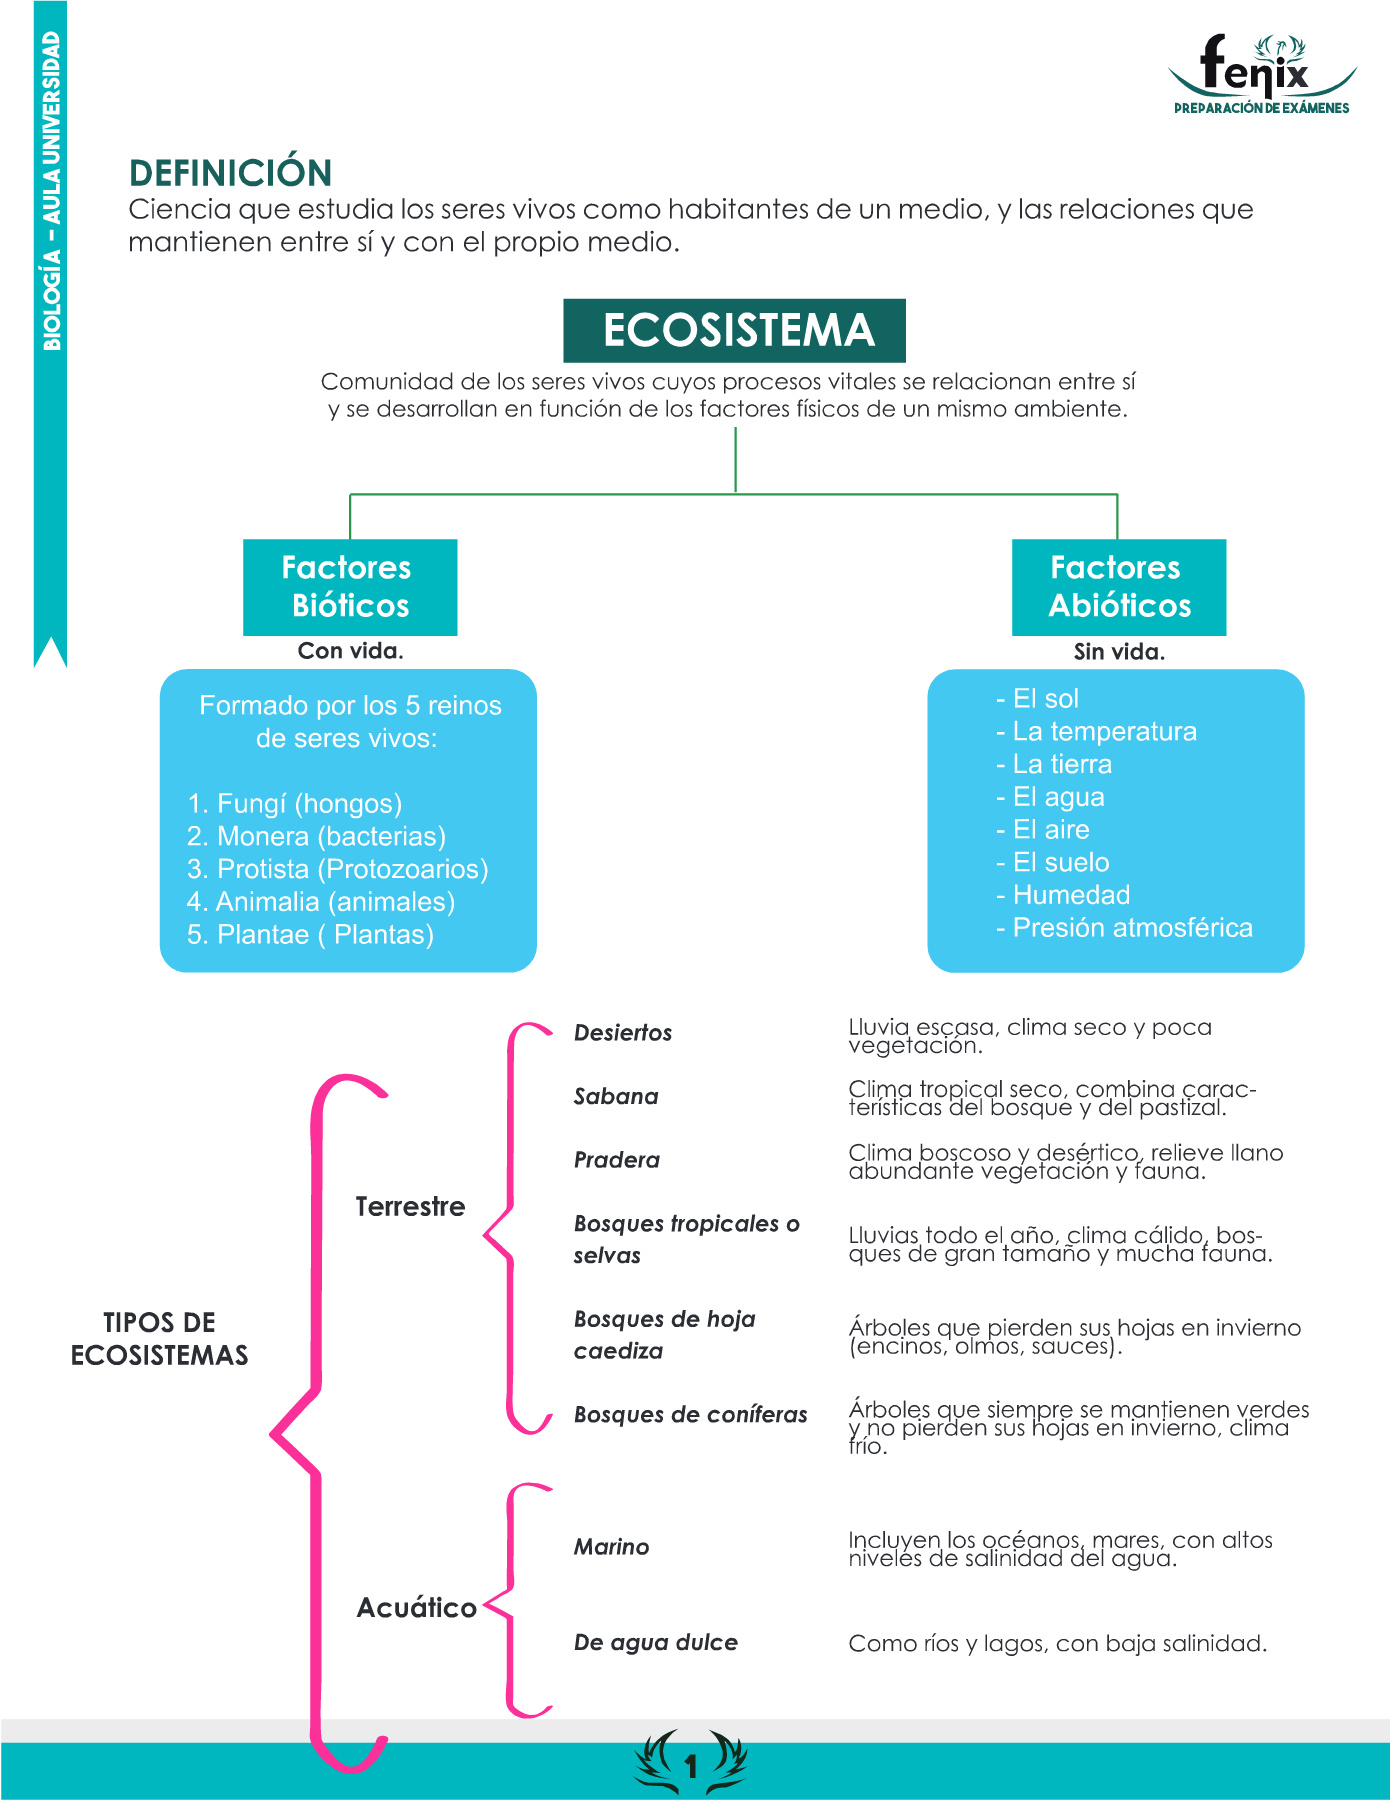 BIOLOGÍA - AULA UNIVERSIDAD
fenix
PREPARACIÓN DE EXÁMENES
DEFINICIÓN
Ciencia que estudia los seres vivos como habitantes de un medio, y las relaciones que
mantienen entre sí y con el propio medio.
ECOSISTEMA
Comunidad de los seres vivos cuyos procesos vitales se relacionan entre sí
y se desarrollan en función de los factores físicos de un mismo ambiente.
Factores
Bióticos
Con vida.
Formado por los 5 reinos
de seres vivos:
1. Fungí (hongos)
2. Monera (bacterias)
3. Protista (Protozoarios)
4. Animalia (animales)
5. Plantae ( Plantas)
Factores
Abióticos
Sin vida.
- El sol
- La temperatura
- La tierra
- El agua
- El aire
- El suelo
- Humedad
- Presión atmosférica
TIPOS DE
ECOSISTEMAS
Terrestre
Desiertos
Lluvia escasa, clima seco y poca
vegetación.
Sabana
Clima tropical seco, combina carac-
terísticas del bosque y del pastizal.
Pradera
Clima boscoso y desértico, relieve llano
abundante vegetación y fauna.
Bosques tropicales o
selvas
Lluvias todo el año, clima cálido, bos-
ques de gran tamaño y mucha fauna.
Bosques de hoja
caediza
Árboles que pierden sus hojas en invierno
(encinos, olmos, sauces).
Bosques de coníferas
Árboles que siempre se mantienen verdes
y no pierden sus hojas en invierno, clima
frío.
Acuático
Marino
Incluyen los océanos, mares, con altos
niveles de salinidad del agua.
De agua dulce
Como ríos y lagos, con baja salinidad.
1